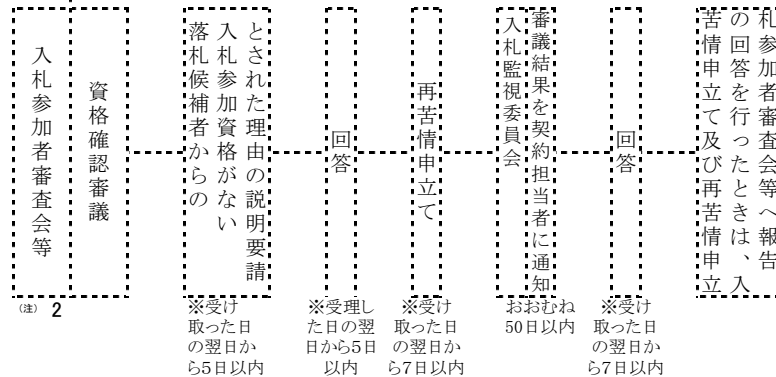 入札参加者審査会等
資格確認審議
落札候補者からの
入札参加資格がない
とされた理由の説明要請
回答
再苦情申立て
入札監視委員会
審議結果を契約担当者に通知
回答
苦情申立て及び再苦情申立
の回答を行ったときは、入
札参加者審査会等へ報告
(注) 2
※受け
取った日
の翌日か
ら5日以内
※受理し
た日の翌
日から5日
以内
※受け
取った日
の翌日か
ら7日以内
おおむね
50日以内
※受け
取った日
の翌日か
ら7日以内